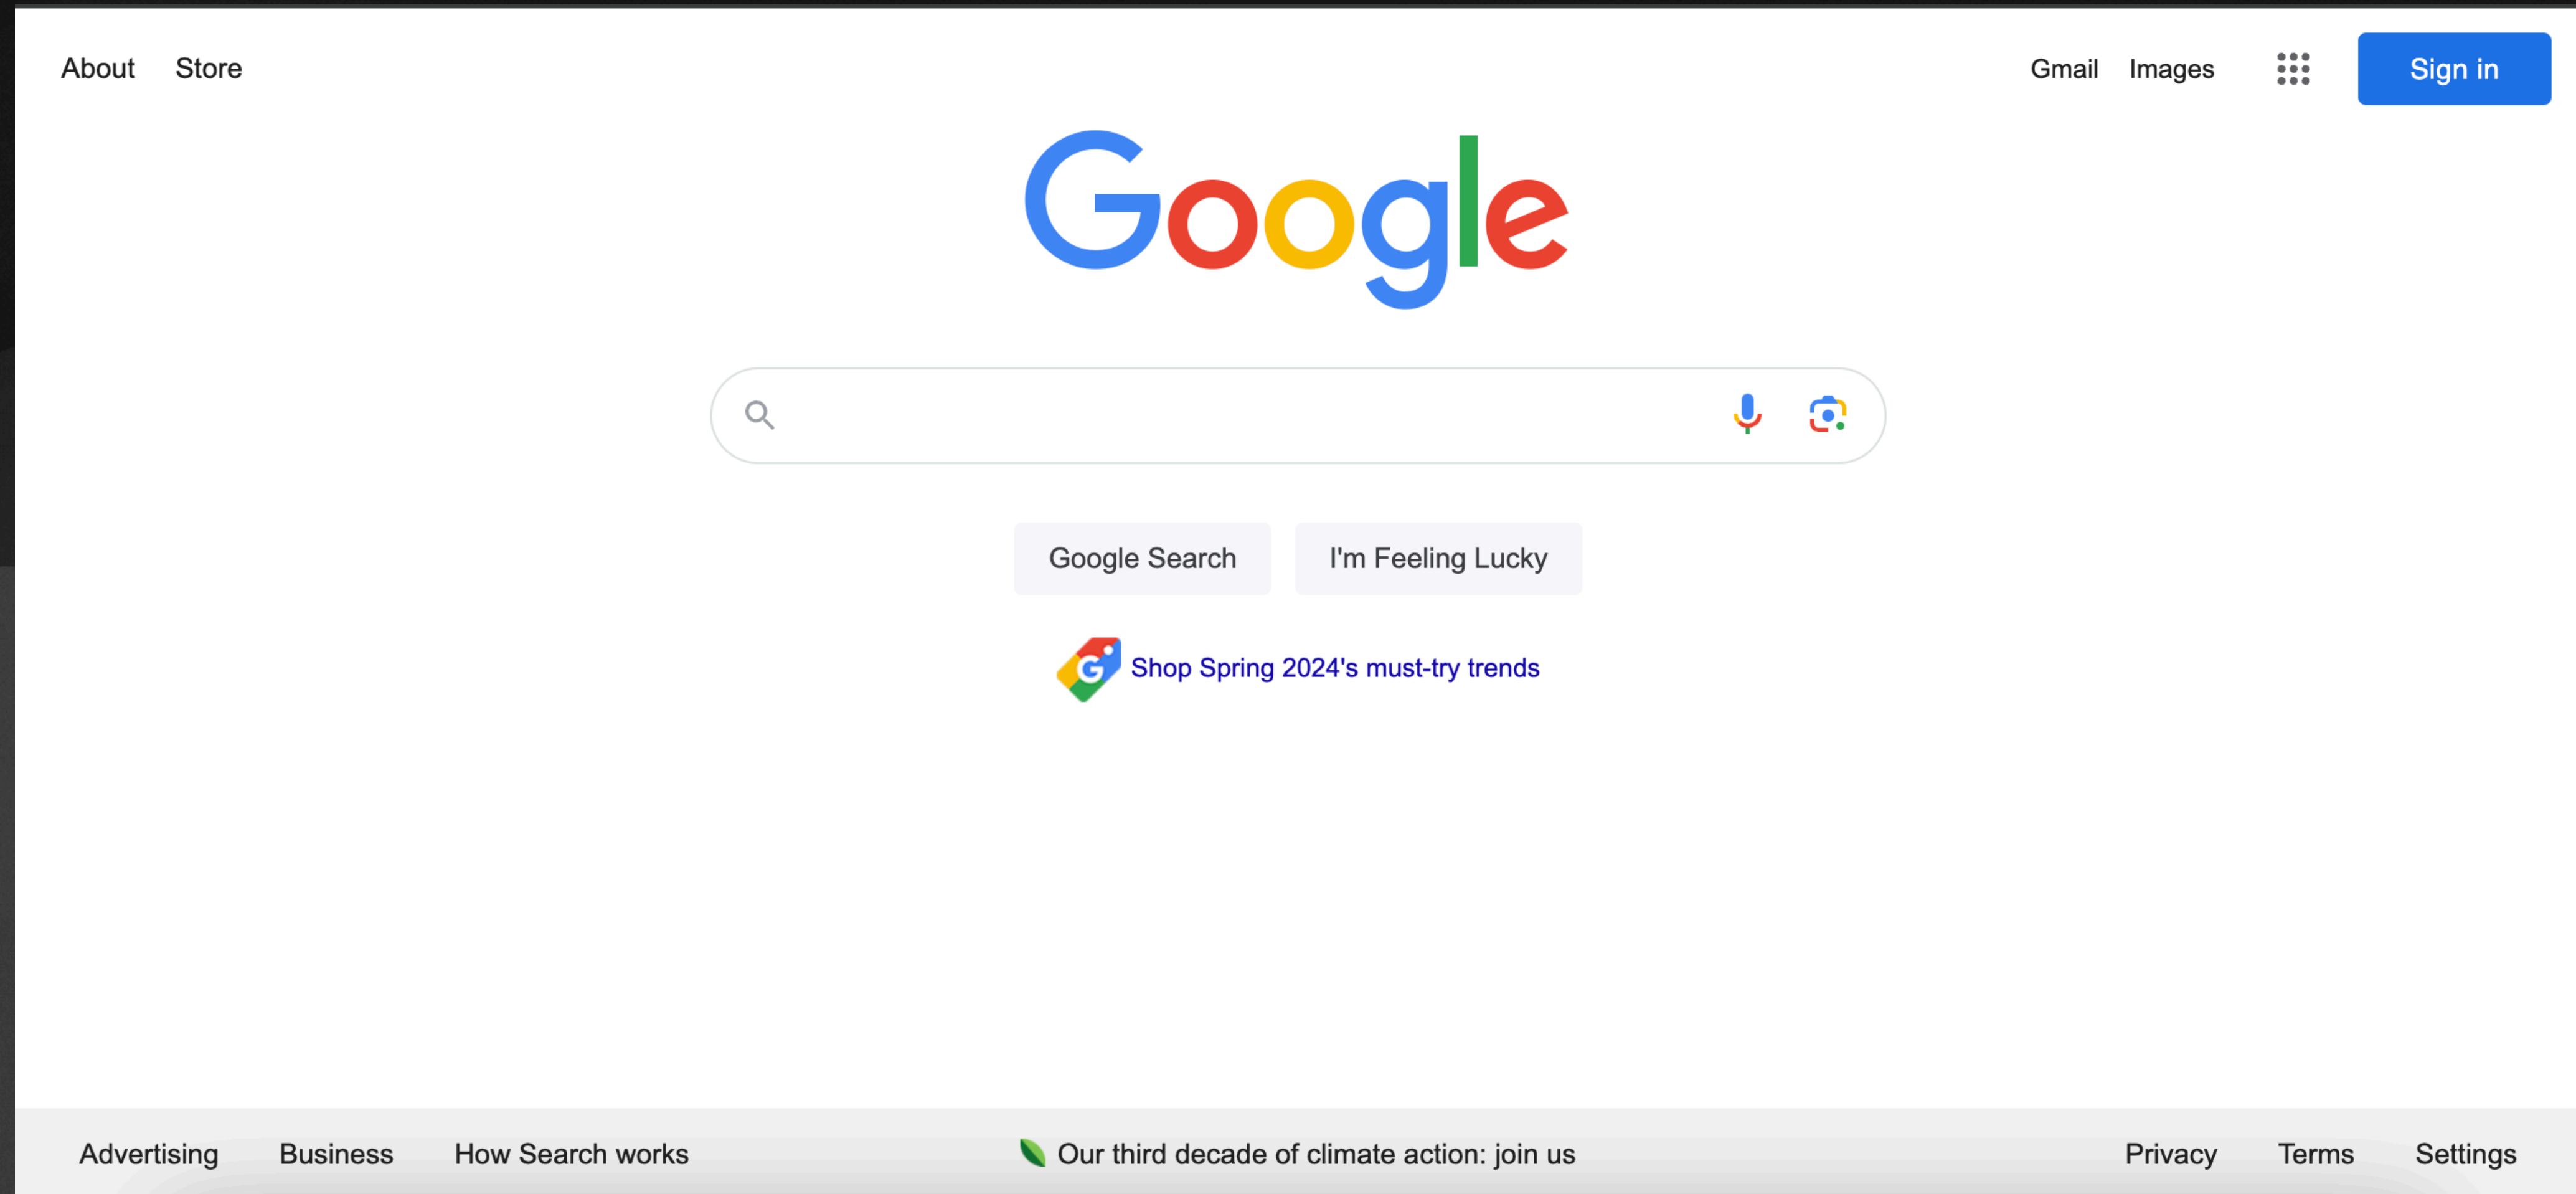 About Store Gmail Images Sign in
Google
Google Search I'm Feeling Lucky
G Shop Spring 2024's must-try trends
Advertising Business How Search works Our third decade of climate action: join us Privacy Terms Settings